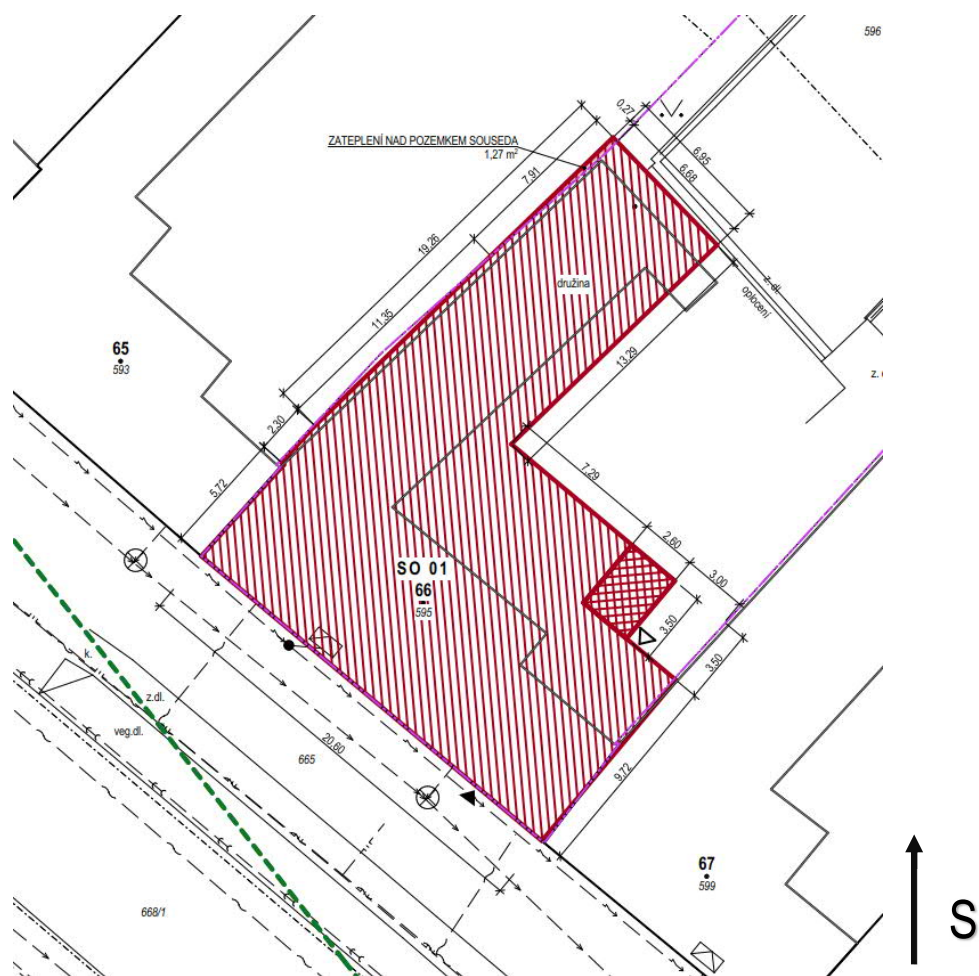 596
0,27
ZATEPLENÍ NAD POZEMKEM SOUSEDA
1,27 m²
6,95
6,68
7,91
19,26
družina
z. dl.
oplocení
11,35
65
593
13,29
z.
2,30
7,29
5,72
2,60
SO 01
66
595
3,00
3,50
3,50
k.
z.dl.
veg.dl.
665
20,60
9,72
67
599
668/1
S